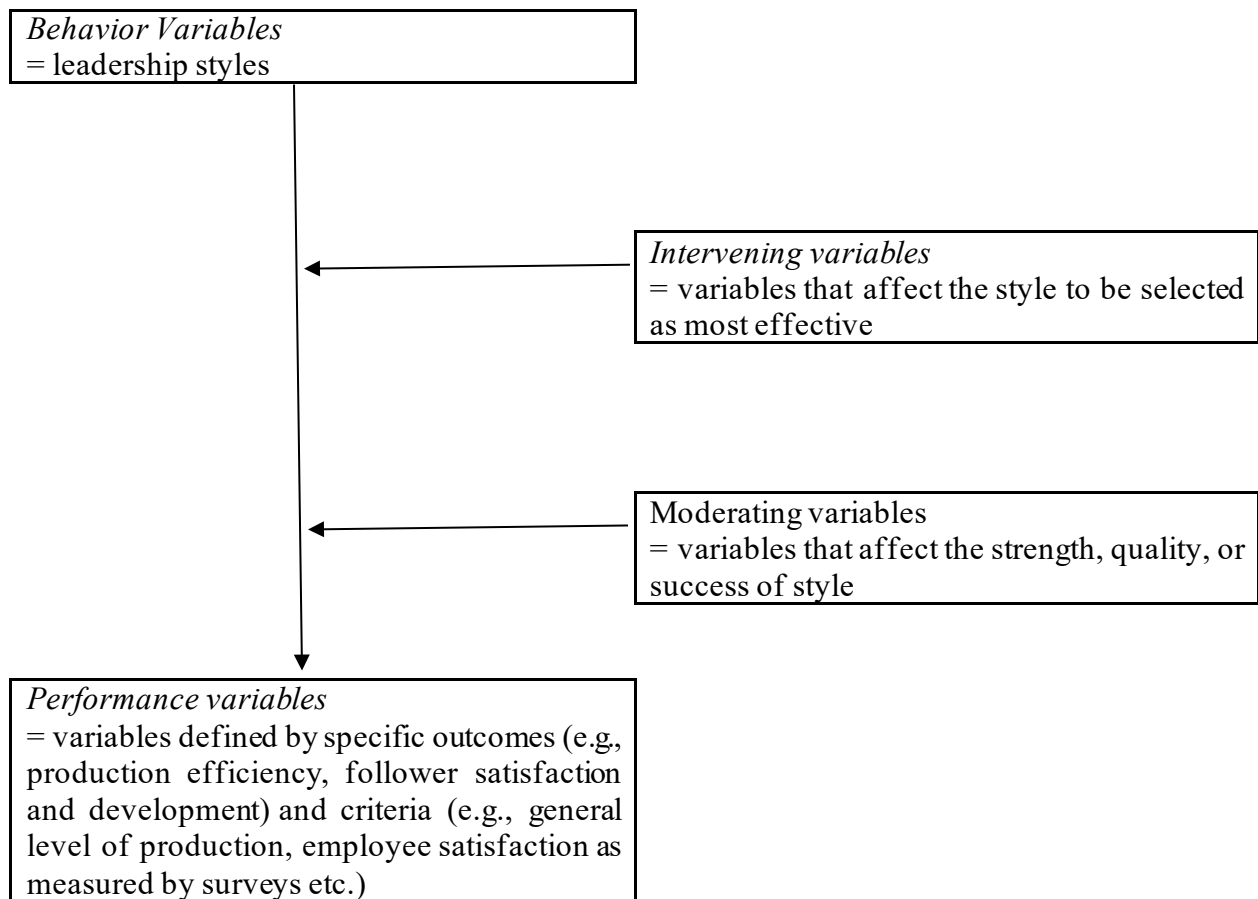 Behavior Variables
= leadership styles
Intervening variables
= variables that affect the style to be selected
as most effective
Moderating variables
= variables that affect the strength, quality, or
success of style
Performance variables
= variables defined by specific outcomes (e.g.,
production efficiency, follower satisfaction
and development) and criteria (e.g., general
level of production, employee satisfaction as
measured by surveys etc.)